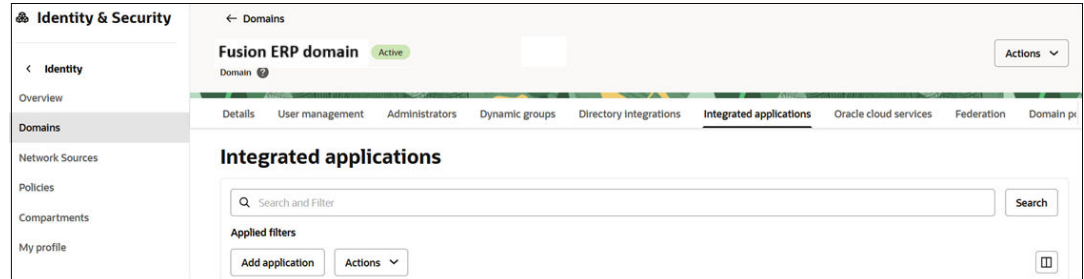 Identity & Security
← Domains
Fusion ERP domain Active
Actions
Domain ?
< Identity
Overview
Domains
Network Sources
Policies
Compartments
My profile
Details User management Administrators Dynamic groups Directory integrations Integrated applications Oracle cloud services Federation Domain po
Integrated applications
Search and Filter
Search
Applied filters
Add application Actions